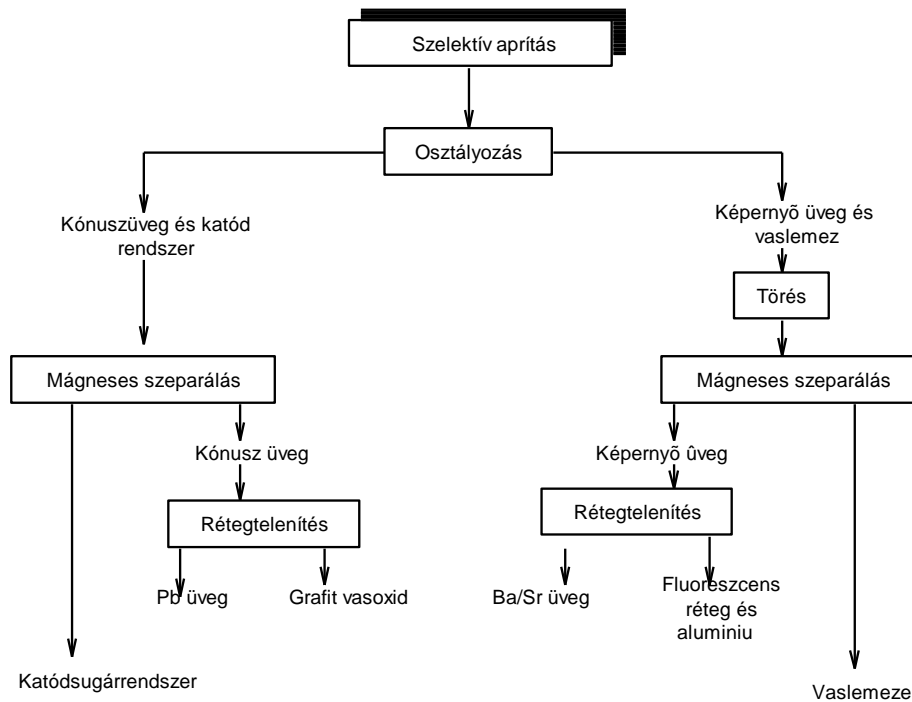 Szelektív aprítás
Osztályozás
Kónuszüveg és katód
rendszer
Képernyõ üveg és
vaslemez
Törés
Mágneses szeparálás
Mágneses szeparálás
Kónusz üveg
Képernyõ ûveg
Rétegtelenítés
Rétegtelenítés
Pb üveg
Grafit vasoxid
Ba/Sr üveg
Fluoreszcens
réteg és
aluminiu
Katódsugárrendszer
Vaslemeze